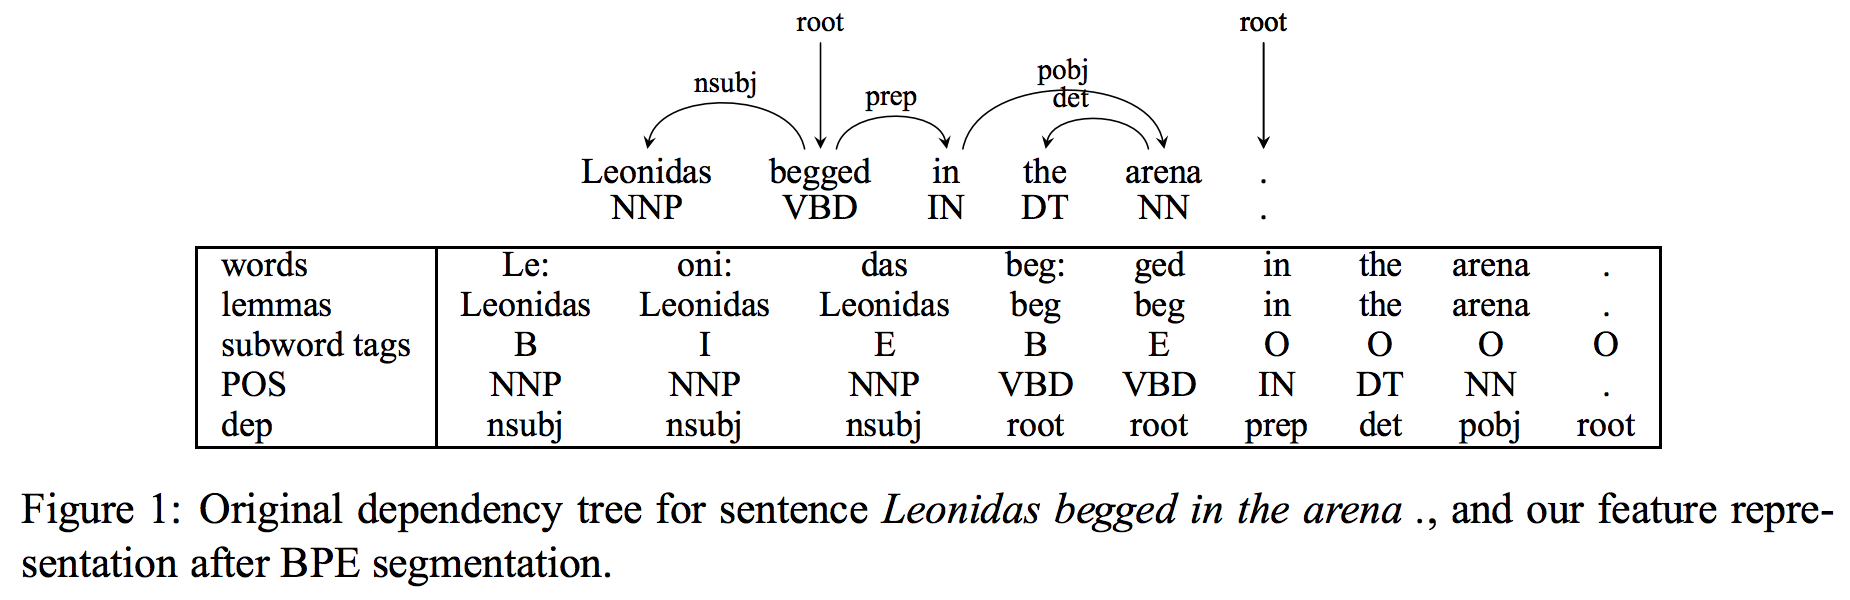 root root
nsubj prep pobj
det
Leonidas begged in the arena .
NNP VBD IN DT NN .
words Le: oni: das beg: ged in the arena .
lemmas Leonidas Leonidas Leonidas beg beg in the arena .
subword tags B I E B E O O O O
POS NNP NNP NNP VBD VBD IN DT NN .
dep nsubj nsubj nsubj root root prep det pobj root
Figure 1: Original dependency tree for sentence Leonidas begged in the arena ., and our feature repre-
sentation after BPE segmentation.